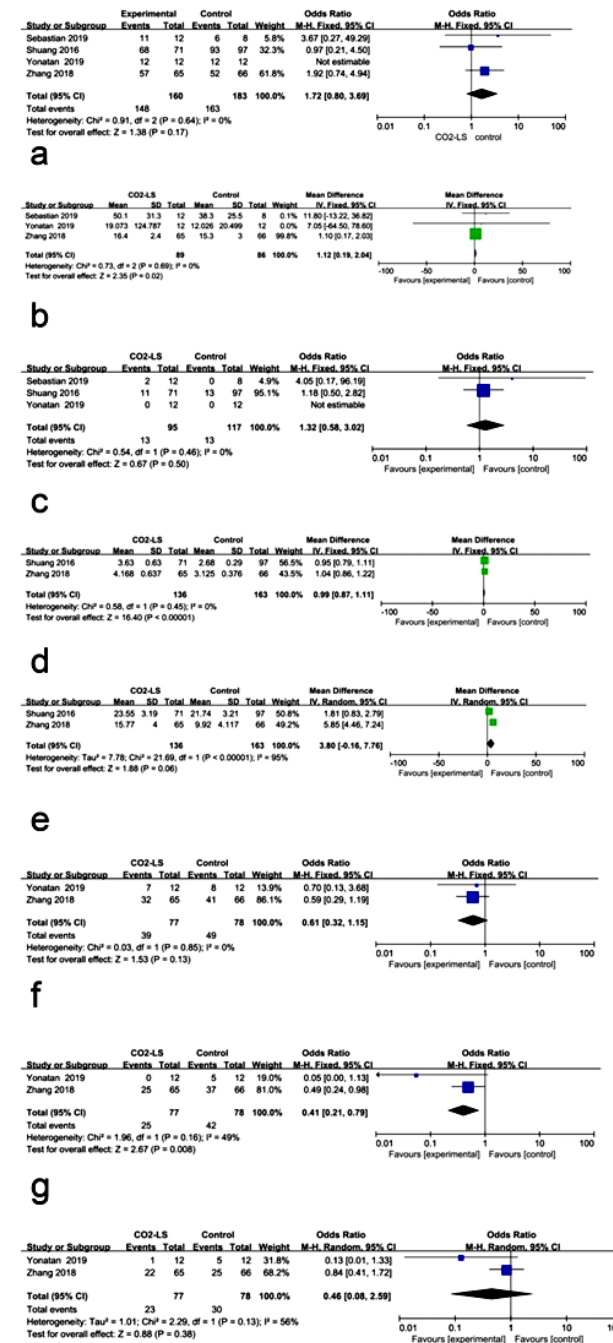 Experimental Control Odds Ratio Odds Ratio
Study or Subgroup Events Total Events Total Weight M-H, Fixed, 95% CI M-H, Fixed, 95% CI
Sebastian 2019 11 12 6 8 5.8% 3.67 [0.27, 49.29]
Shuang 2016 68 71 93 97 32.3% 0.97 [0.21, 4.50]
Yonatan 2019 12 12 12 12 Not estimable
Zhang 2018 57 65 52 66 61.8% 1.92 [0.74, 4.94]
Total (95% CI) 160 183 100.0% 1.72 [0.80, 3.69]
Total events 148 163
Heterogeneity: Chi² = 0.91, df = 2 (P = 0.64); I² = 0%
Test for overall effect: Z = 1.38 (P = 0.17)
0.01 0.1 1 10 100
CO2-LS control
a
CO2-LS Control Mean Difference Mean Difference
Study or Subgroup Mean SD Total Mean SD Total Weight IV, Fixed, 95% CI IV, Fixed, 95% CI
Sebastian 2019 50.1 31.3 12 38.3 25.5 8 0.1% 11.80 [-13.22, 36.82]
Yonatan 2019 19.073 124.787 12 12.026 20.499 12 0.0% 7.05 [-64.50, 78.60]
Zhang 2018 16.4 2.4 65 15.3 3 66 99.8% 1.10 [0.17, 2.03]
Total (95% CI) 89 86 100.0% 1.12 [0.19, 2.04]
Heterogeneity: Chi² = 0.73, df = 2 (P = 0.69); I² = 0%
Test for overall effect: Z = 2.35 (P = 0.02)
-100 -50 0 50 100
Favours [experimental] Favours [control]
b
CO2-LS Control Odds Ratio Odds Ratio
Study or Subgroup Events Total Events Total Weight M-H, Fixed, 95% CI M-H, Fixed, 95% CI
Sebastian 2019 2 12 0 8 4.9% 4.05 [0.17, 96.19]
Shuang 2016 11 71 13 97 95.1% 1.18 [0.50, 2.82]
Yonatan 2019 0 12 0 12 Not estimable
Total (95% CI) 95 117 100.0% 1.32 [0.58, 3.02]
Total events 13 13
Heterogeneity: Chi² = 0.54, df = 1 (P = 0.46); I² = 0%
Test for overall effect: Z = 0.67 (P = 0.50)
0.01 0.1 1 10 100
Favours [experimental] Favours [control]
c
CO2-LS Control Mean Difference Mean Difference
Study or Subgroup Mean SD Total Mean SD Total Weight IV, Fixed, 95% CI IV, Fixed, 95% CI
Shuang 2016 3.63 0.63 71 2.68 0.29 97 56.5% 0.95 [0.79, 1.11]
Zhang 2018 4.168 0.637 65 3.125 0.376 66 43.5% 1.04 [0.86, 1.22]
Total (95% CI) 136 163 100.0% 0.99 [0.87, 1.11]
Heterogeneity: Chi² = 0.58, df = 1 (P = 0.45); I² = 0%
Test for overall effect: Z = 16.40 (P < 0.00001)
-100 -50 0 50 100
Favours [experimental] Favours [control]
d
CO2-LS Control Mean Difference Mean Difference
Study or Subgroup Mean SD Total Mean SD Total Weight IV, Random, 95% CI IV, Random, 95% CI
Shuang 2016 23.55 3.19 71 21.74 3.21 97 50.8% 1.81 [0.83, 2.79]
Zhang 2018 15.77 4 65 9.92 4.117 66 49.2% 5.85 [4.46, 7.24]
Total (95% CI) 136 163 100.0% 3.80 [-0.16, 7.76]
Heterogeneity: Tau² = 7.78; Chi² = 21.69, df = 1 (P < 0.00001); I² = 95%
Test for overall effect: Z = 1.88 (P = 0.06)
-100 -50 0 50 100
Favours [experimental] Favours [control]
e
CO2-LS Control Odds Ratio Odds Ratio
Study or Subgroup Events Total Events Total Weight M-H, Fixed, 95% CI M-H, Fixed, 95% CI
Yonatan 2019 7 12 8 12 13.9% 0.70 [0.13, 3.68]
Zhang 2018 32 65 41 66 86.1% 0.59 [0.29, 1.19]
Total (95% CI) 77 78 100.0% 0.61 [0.32, 1.15]
Total events 39 49
Heterogeneity: Chi² = 0.03, df = 1 (P = 0.85); I² = 0%
Test for overall effect: Z = 1.53 (P = 0.13)
0.01 0.1 1 10 100
Favours [experimental] Favours [control]
f
CO2-LS Control Odds Ratio Odds Ratio
Study or Subgroup Events Total Events Total Weight M-H, Fixed, 95% CI M-H, Fixed, 95% CI
Yonatan 2019 0 12 5 12 19.0% 0.05 [0.00, 1.13]
Zhang 2018 25 65 37 66 81.0% 0.49 [0.24, 0.98]
Total (95% CI) 77 78 100.0% 0.41 [0.21, 0.79]
Total events 25 42
Heterogeneity: Chi² = 1.96, df = 1 (P = 0.16); I² = 49%
Test for overall effect: Z = 2.67 (P = 0.008)
0.01 0.1 1 10 100
Favours [experimental] Favours [control]
g
CO2-LS Control Odds Ratio Odds Ratio
Study or Subgroup Events Total Events Total Weight M-H, Random, 95% CI M-H, Random, 95% CI
Yonatan 2019 1 12 5 12 31.8% 0.13 [0.01, 1.33]
Zhang 2018 22 65 25 66 68.2% 0.84 [0.41, 1.72]
Total (95% CI) 77 78 100.0% 0.46 [0.08, 2.59]
Total events 23 30
Heterogeneity: Tau² = 1.01; Chi² = 2.29, df = 1 (P = 0.13); I² = 56%
Test for overall effect: Z = 0.88 (P = 0.38)
0.01 0.1 1 10
Favours [experimental] Favours [control]